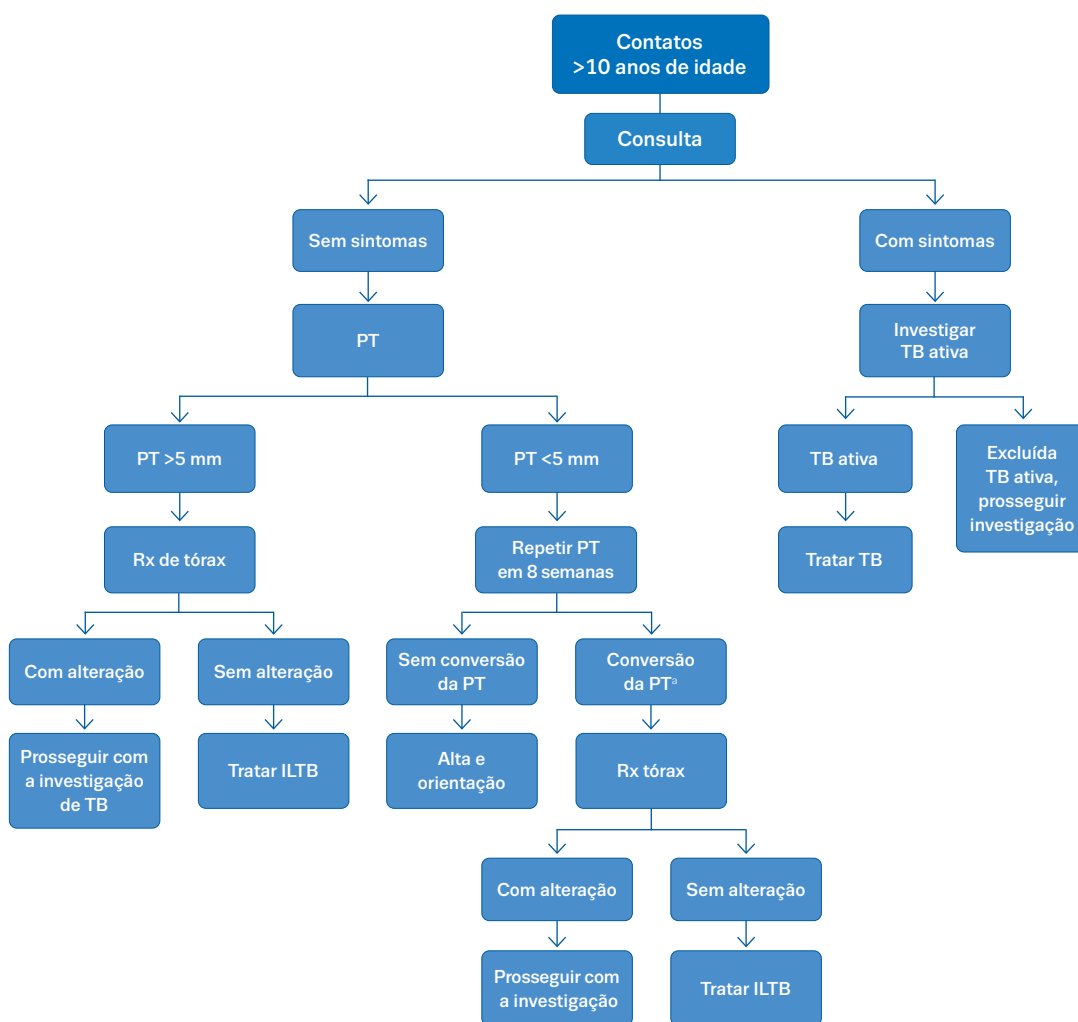 Contatos
>10 anos de idade
Consulta
Sem sintomas
Com sintomas
PT
Investigar
TB ativa
PT >5 mm
PT <5 mm
TB ativa
Excluída
TB ativa,
prosseguir
investigação
Rx de tórax
Repetir PT
em 8 semanas
Tratar TB
Com alteração
Sem alteração
Sem conversão
da PT
Conversão
da PTª
Prosseguir com
a investigação
de TB
Tratar ILTB
Alta e
orientação
Rx tórax
Com alteração
Sem alteração
Prosseguir com
a investigação
Tratar ILTB